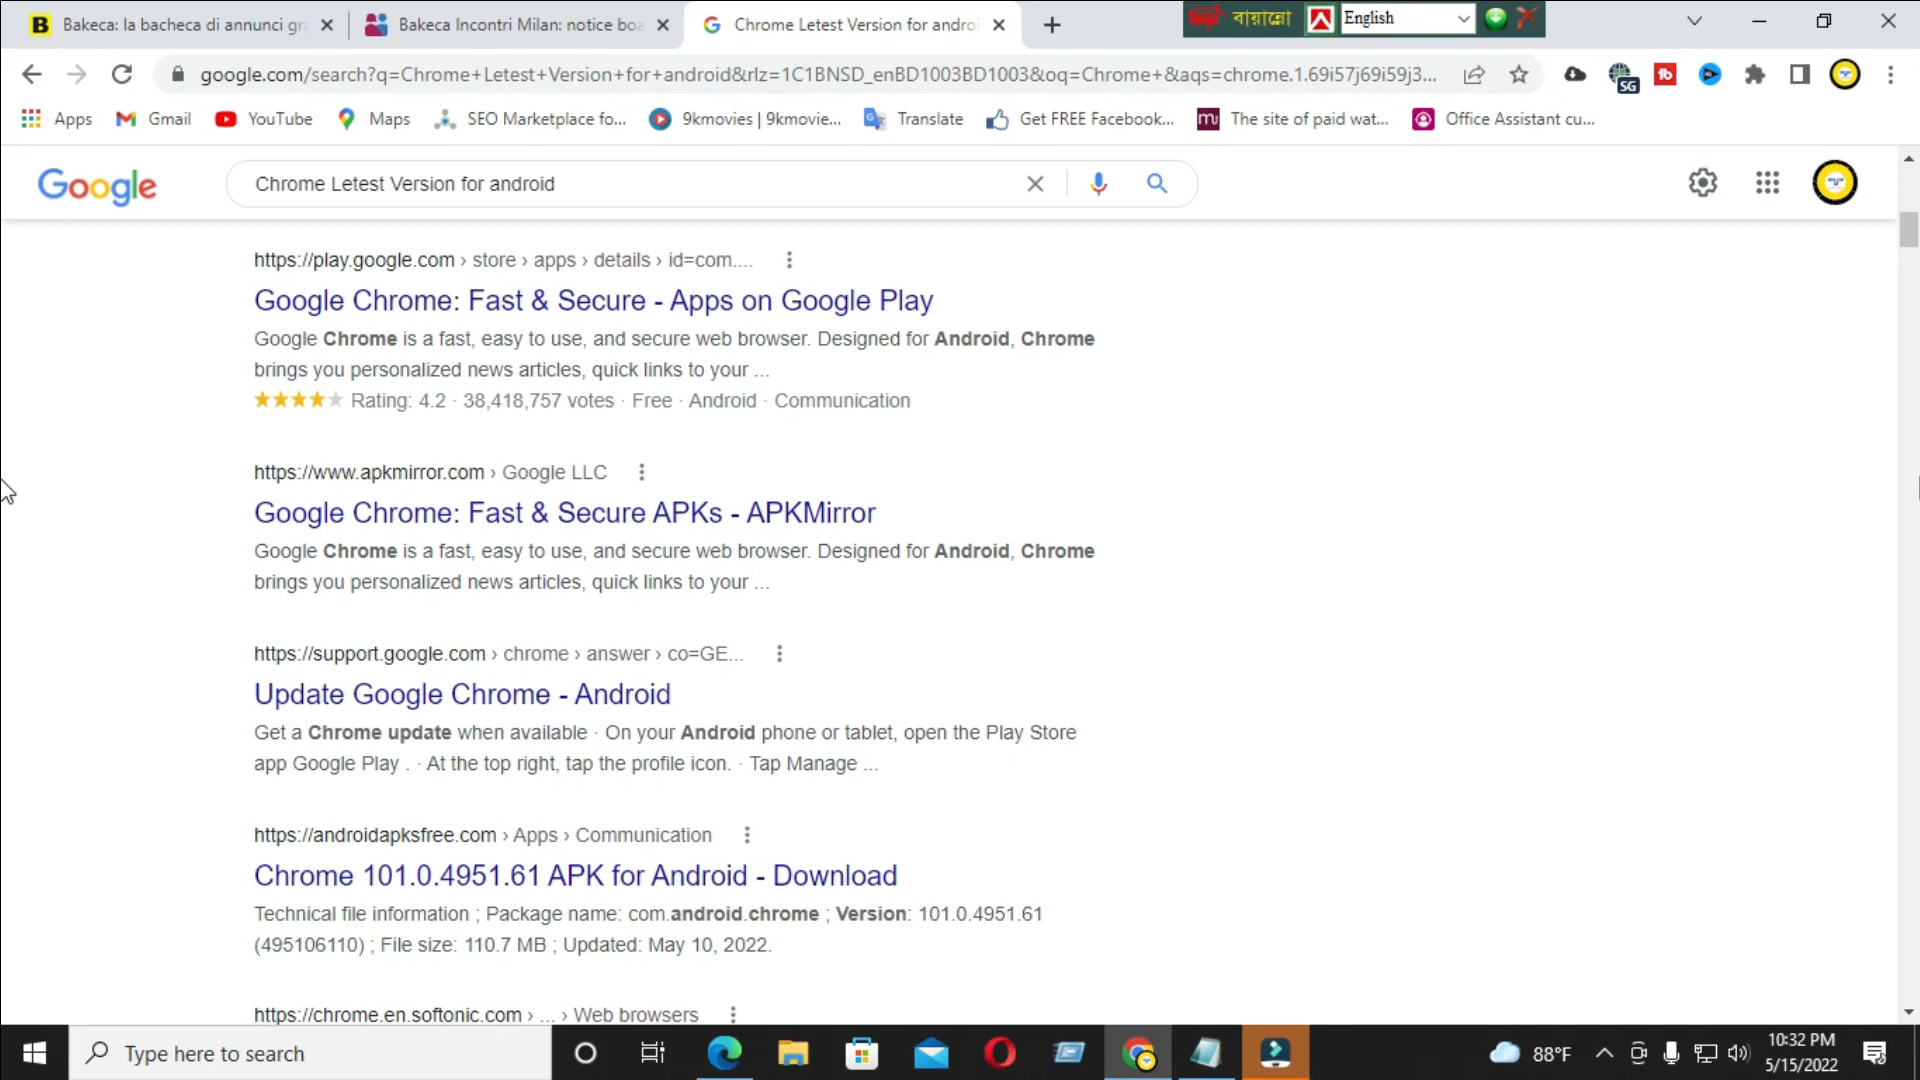 Bakeca: la bacheca di annunci gra
Bakeca Incontri Milan: notice boa
Chrome Letest Version for androi
বায়ান্নো
English
google.com/search?q=Chrome+Letest+Version+for+android&rlz=1C1BNSD_enBD1003BD1003&oq=Chrome+&aqs=chrome.1.69i57j69i59j3...
SG
Apps
Gmail
YouTube
Maps
SEO Marketplace fo...
9kmovies | 9kmovie...
Translate
Get FREE Facebook...
The site of paid wat...
Office Assistant cu...
Google
Chrome Letest Version for android
https://play.google.com › store › apps › details › id=com....
Google Chrome: Fast & Secure - Apps on Google Play
Google Chrome is a fast, easy to use, and secure web browser. Designed for Android, Chrome
brings you personalized news articles, quick links to your ...
Rating: 4.2 · 38,418,757 votes · Free · Android · Communication
https://www.apkmirror.com › Google LLC
Google Chrome: Fast & Secure APKs - APKMirror
Google Chrome is a fast, easy to use, and secure web browser. Designed for Android, Chrome
brings you personalized news articles, quick links to your ...
https://support.google.com › chrome › answer › co=GE...
Update Google Chrome - Android
Get a Chrome update when available · On your Android phone or tablet, open the Play Store
app Google Play . · At the top right, tap the profile icon. · Tap Manage ...
https://androidapksfree.com › Apps › Communication
Chrome 101.0.4951.61 APK for Android - Download
Technical file information ; Package name: com.android.chrome ; Version: 101.0.4951.61
(495106110) ; File size: 110.7 MB ; Updated: May 10, 2022.
https://chrome.en.softonic.com › ... › Web browsers
Type here to search
88°F
10:32 PM
5/15/2022